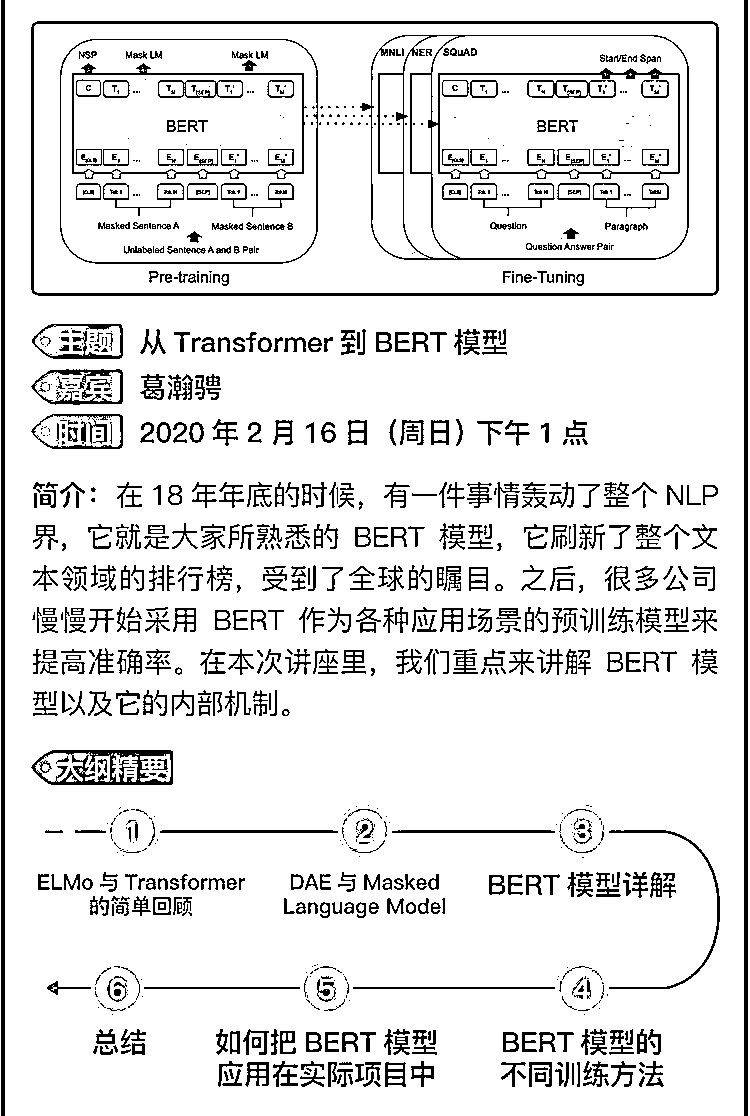 NSP Mask LM Mask LM
MNLI NER SQuAD Start/End Span
C T₁ ... T_N T_[SEP] T₁' ... T_M'
C T₁ ... T_N T_[SEP] T₁' ... T_M'
BERT
BERT
E_[CLS] E₁ ... E_N E_[SEP] E₁' ... E_M'
E_[CLS] E₁ ... E_N E_[SEP] E₁' ... E_M'
[CLS] Tok 1 ... Tok N [SEP] Tok 1 ... TokM
[CLS] Tok 1 ... Tok N [SEP] Tok 1 ... TokM
Masked Sentence A Masked Sentence B
Question Paragraph
Unlabeled Sentence A and B Pair
Question Answer Pair
Pre-training
Fine-Tuning
主题 从 Transformer 到 BERT 模型
嘉宾 葛瀚骋
时间 2020 年 2 月 16 日（周日）下午 1 点
简介：在 18 年年底的时候，有一件事情轰动了整个 NLP
界，它就是大家所熟悉的 BERT 模型，它刷新了整个文
本领域的排行榜，受到了全球的瞩目。之后，很多公司
慢慢开始采用 BERT 作为各种应用场景的预训练模型来
提高准确率。在本次讲座里，我们重点来讲解 BERT 模
型以及它的内部机制。
大纲精要
1 2 3
ELMo 与 Transformer
的简单回顾
DAE 与 Masked
Language Model
BERT 模型详解
6 5 4
总结
如何把 BERT 模型
应用在实际项目中
BERT 模型的
不同训练方法